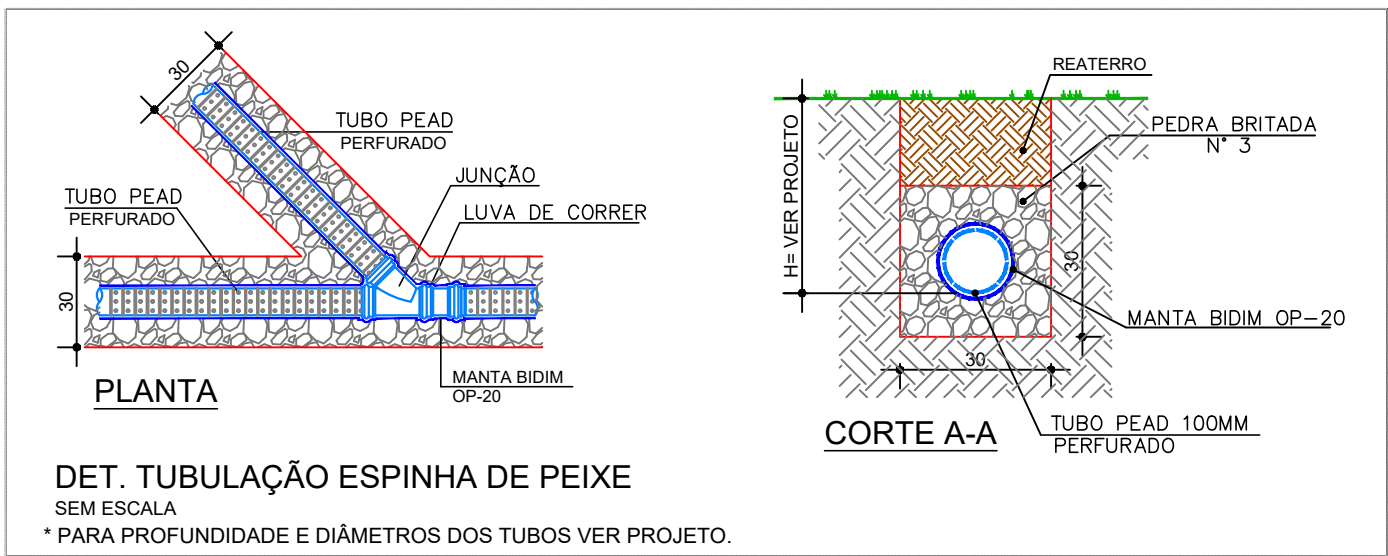 30
TUBO PEAD
PERFURADO
TUBO PEAD
PERFURADO
JUNÇÃO
LUVA DE CORRER
30
MANTA BIDIM
OP-20
PLANTA
REATERRO
PEDRA BRITADA
N° 3
H= VER PROJETO
30
MANTA BIDIM OP-20
30
TUBO PEAD 100MM
PERFURADO
CORTE A-A
DET. TUBULAÇÃO ESPINHA DE PEIXE
SEM ESCALA
* PARA PROFUNDIDADE E DIÂMETROS DOS TUBOS VER PROJETO.